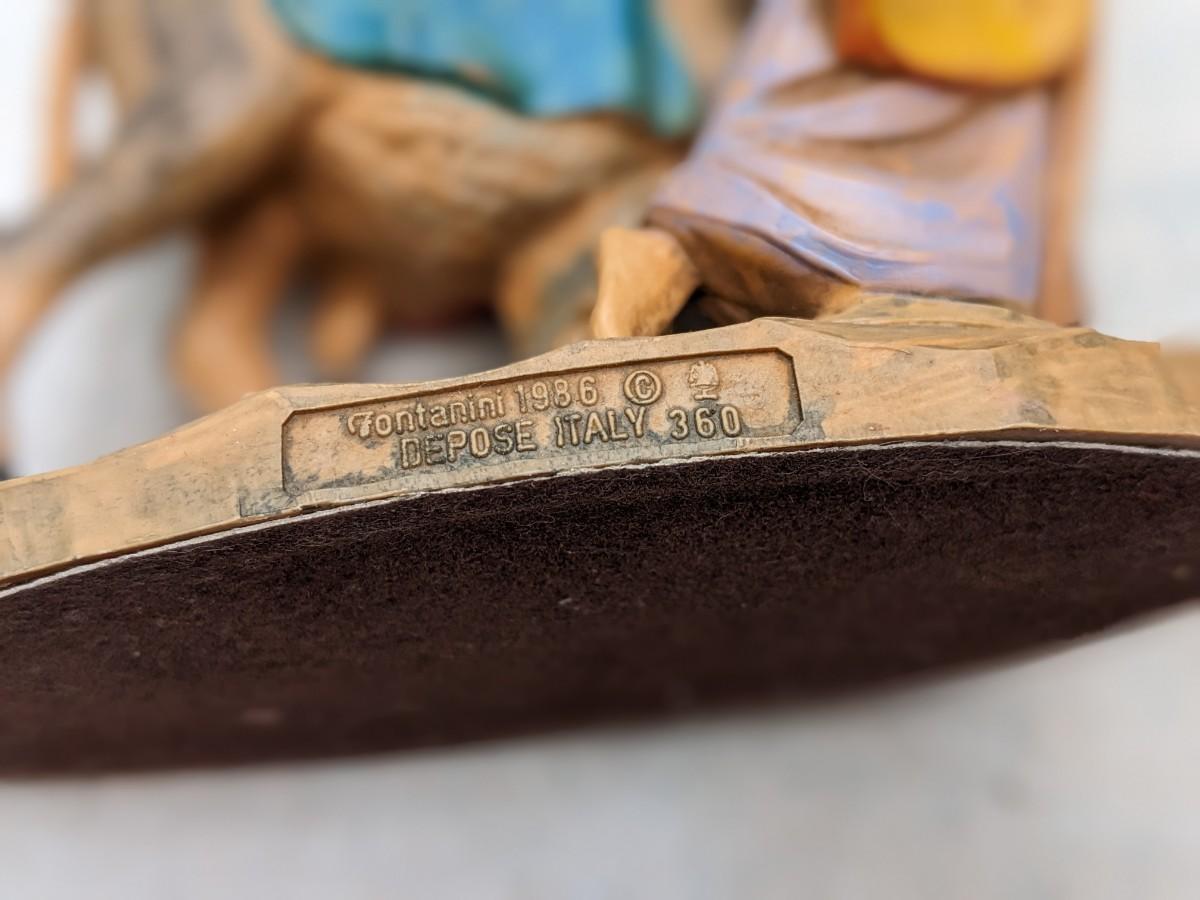 Fontanini 1986 ©
DEPOSE ITALY 360